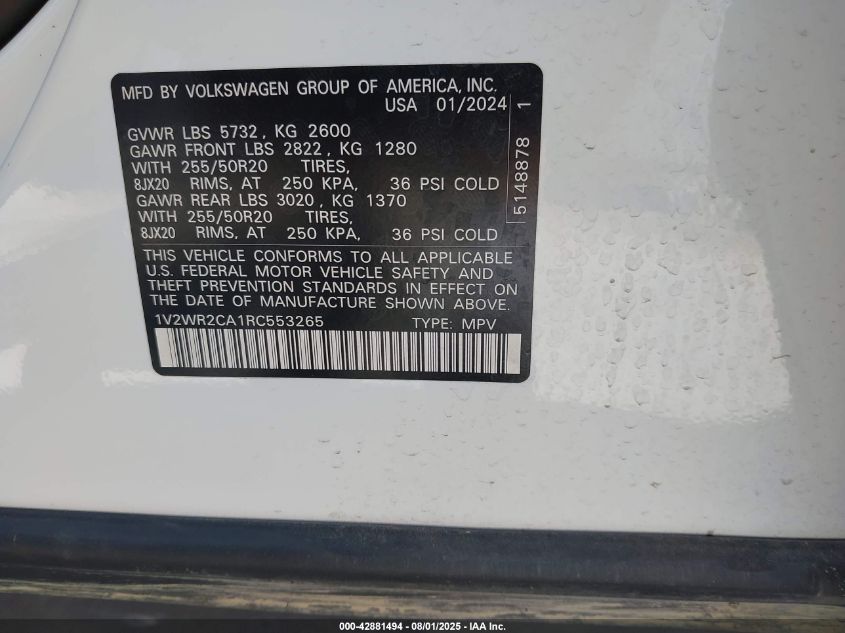 MFD BY VOLKSWAGEN GROUP OF AMERICA, INC.
USA 01/2024
GVWR LBS 5732, KG 2600
GAWR FRONT LBS 2822, KG 1280
WITH 255/50R20 TIRES,
8JX20 RIMS, AT 250 KPA, 36 PSI COLD
GAWR REAR LBS 3020, KG 1370
WITH 255/50R20 TIRES,
8JX20 RIMS, AT 250 KPA, 36 PSI COLD
5148878 1
THIS VEHICLE CONFORMS TO ALL APPLICABLE
U.S. FEDERAL MOTOR VEHICLE SAFETY AND
THEFT PREVENTION STANDARDS IN EFFECT ON
THE DATE OF MANUFACTURE SHOWN ABOVE.
1V2WR2CA1RC553265 TYPE: MPV
000-42881494 - 08/01/2025 - IAA Inc.